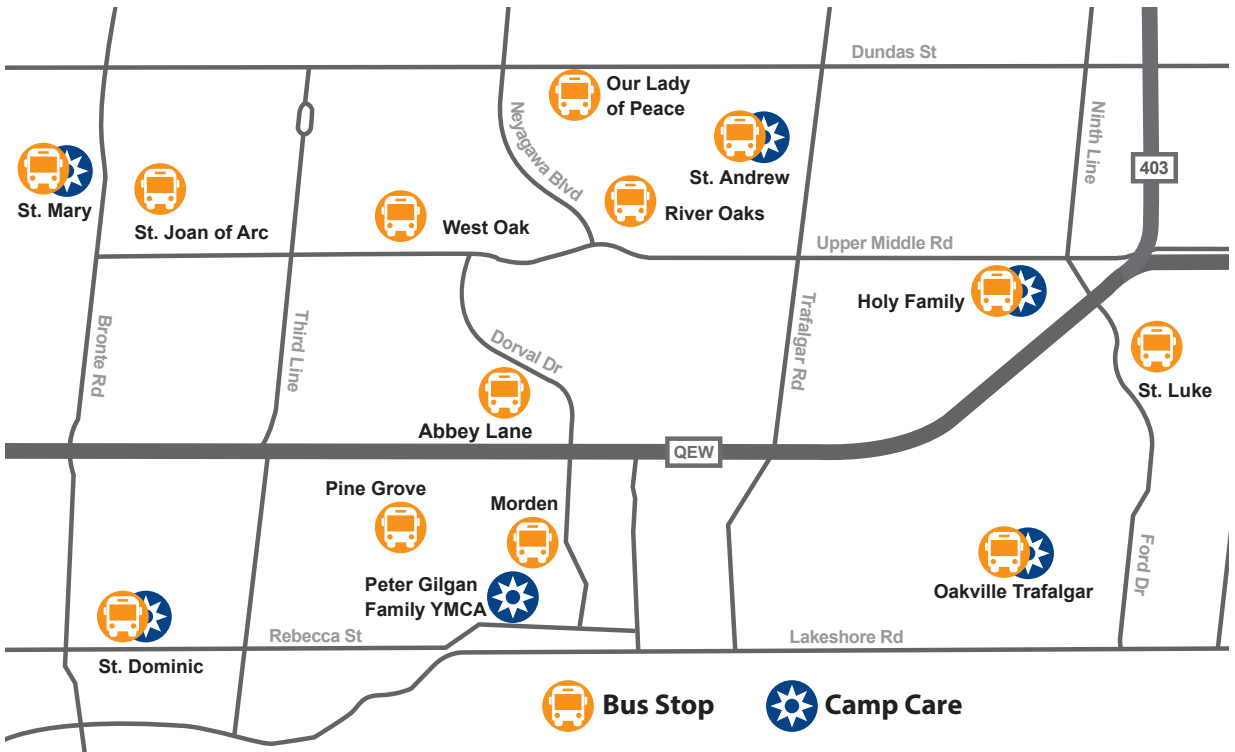 Dundas St
Our Lady
of Peace
Neyagawa Blvd
Ninth Line
403
St. Andrew
St. Mary
St. Joan of Arc
West Oak
River Oaks
Upper Middle Rd
Holy Family
Bronte Rd
Third Line
Dorval Dr
Trafalgar Rd
St. Luke
Abbey Lane
QEW
Pine Grove
Morden
Ford Dr
Peter Gilgan
Family YMCA
Oakville Trafalgar
Rebecca St
Lakeshore Rd
St. Dominic
Bus Stop
Camp Care